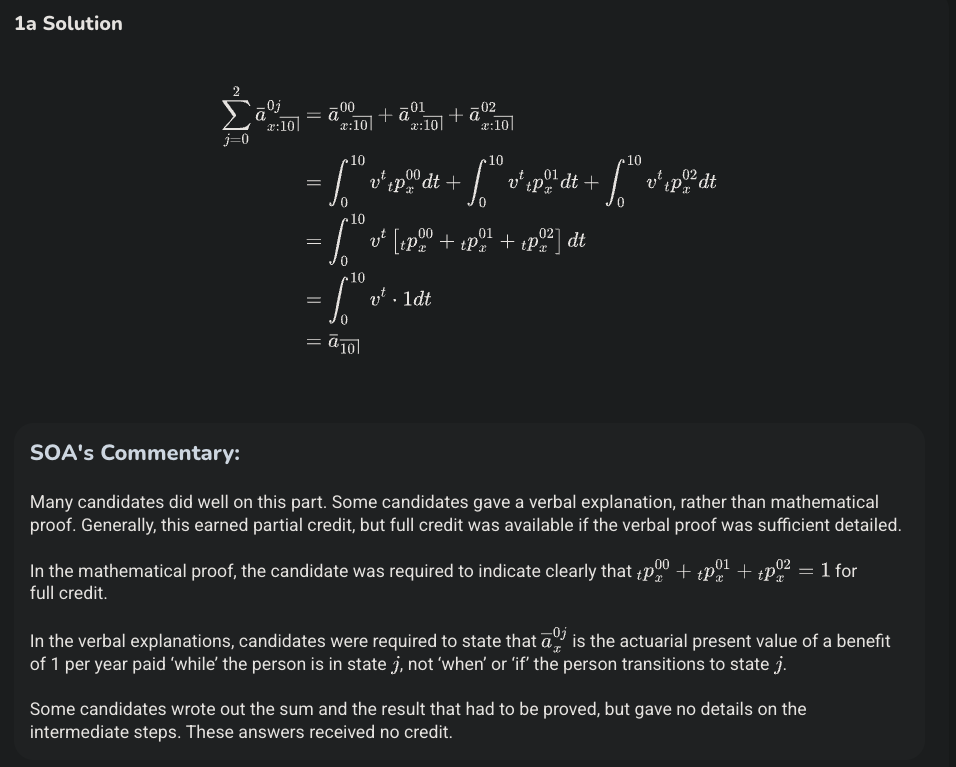 1a Solution
$\sum_{j=0}^{2} \bar{a}^{0j}_{x:\overline{10}|} = \bar{a}^{00}_{x:\overline{10}|} + \bar{a}^{01}_{x:\overline{10}|} + \bar{a}^{02}_{x:\overline{10}|}$
$= \int_0^{10} v^t {}_tp_x^{00} dt + \int_0^{10} v^t {}_tp_x^{01} dt + \int_0^{10} v^t {}_tp_x^{02} dt$
$= \int_0^{10} v^t \left[ {}_tp_x^{00} + {}_tp_x^{01} + {}_tp_x^{02} \right] dt$
$= \int_0^{10} v^t \cdot 1 dt$
$= \bar{a}_{\overline{10}|}$
SOA's Commentary:
Many candidates did well on this part. Some candidates gave a verbal explanation, rather than mathematical
proof. Generally, this earned partial credit, but full credit was available if the verbal proof was sufficient detailed.
In the mathematical proof, the candidate was required to indicate clearly that ${}_tp_x^{00} + {}_tp_x^{01} + {}_tp_x^{02} = 1$ for
full credit.
In the verbal explanations, candidates were required to state that $\overline{a}_x^{0j}$ is the actuarial present value of a benefit
of 1 per year paid ‘while’ the person is in state $j$, not ‘when’ or ‘if’ the person transitions to state $j$.
Some candidates wrote out the sum and the result that had to be proved, but gave no details on the
intermediate steps. These answers received no credit.